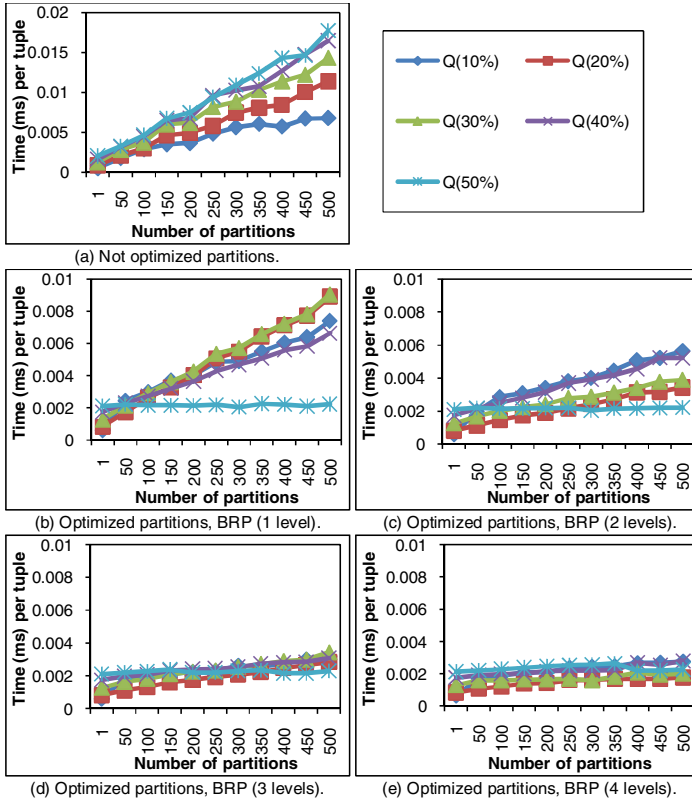 Time (ms) per tuple
0.02
0.015
0.01
0.005
0
1 50 100 150 200 250 300 350 400 450 500
Number of partitions
(a) Not optimized partitions.
Q(10%) Q(20%)
Q(30%) Q(40%)
Q(50%)
Time (ms) per tuple
0.01
0.008
0.006
0.004
0.002
0
1 50 100 150 200 250 300 350 400 450 500
Number of partitions
(b) Optimized partitions, BRP (1 level).
Time (ms) per tuple
0.01
0.008
0.006
0.004
0.002
0
1 50 100 150 200 250 300 350 400 450 500
Number of partitions
(c) Optimized partitions, BRP (2 levels).
Time (ms) per tuple
0.01
0.008
0.006
0.004
0.002
0
1 50 100 150 200 250 300 350 400 450 500
Number of partitions
(d) Optimized partitions, BRP (3 levels).
Time (ms) per tuple
0.01
0.008
0.006
0.004
0.002
0
1 50 100 150 200 250 300 350 400 450 500
Number of partitions
(e) Optimized partitions, BRP (4 levels).